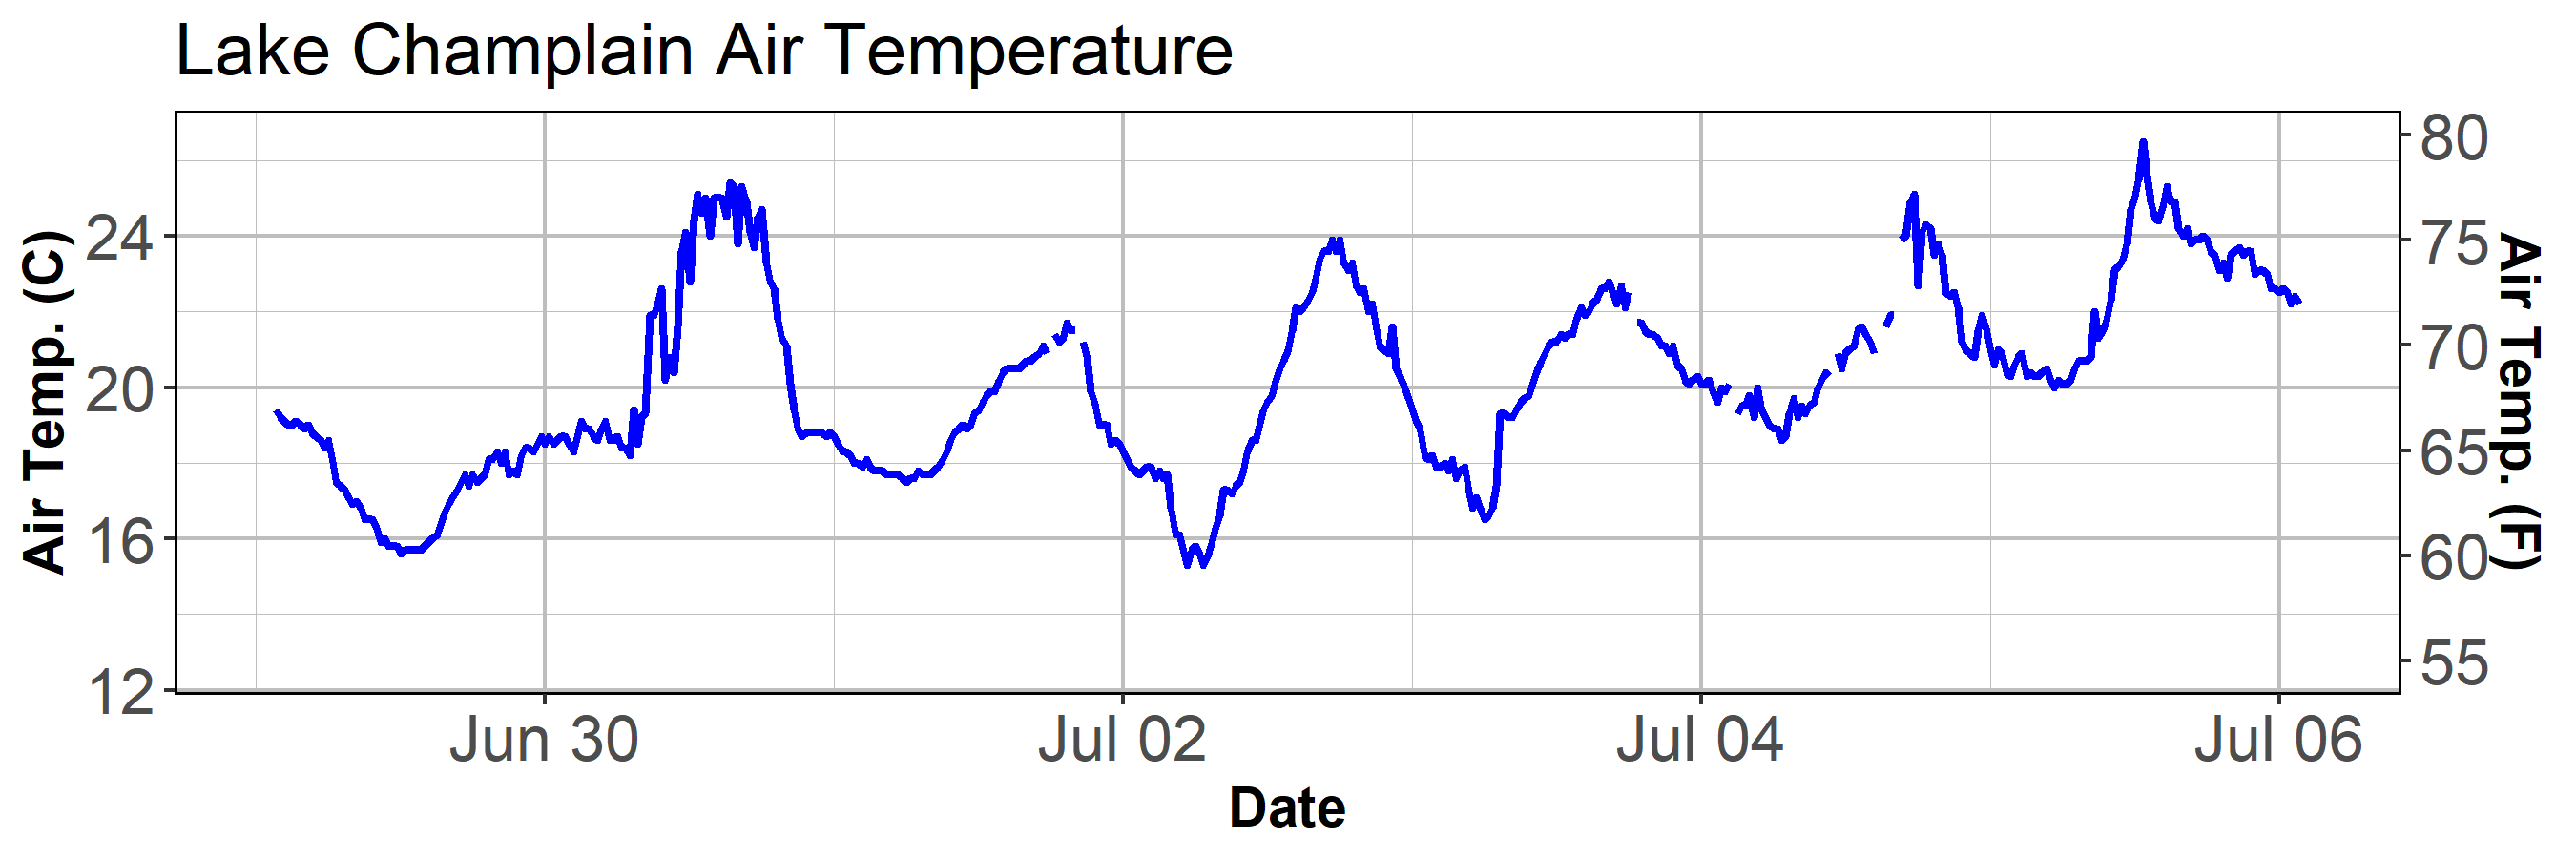 Lake Champlain Air Temperature
Air Temp. (C)
24
20
16
12
80
75
70
65
60
55
Air Temp. (F)
Jun 30
Jul 02
Jul 04
Jul 06
Date